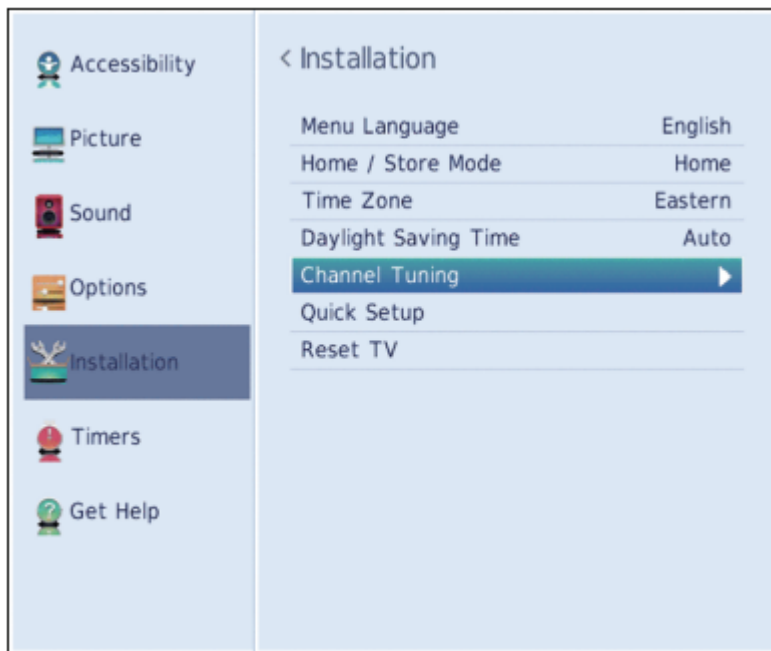 Accessibility
Picture
Sound
Options
Installation
Timers
Get Help
< Installation
Menu Language English
Home / Store Mode Home
Time Zone Eastern
Daylight Saving Time Auto
Channel Tuning
Quick Setup
Reset TV